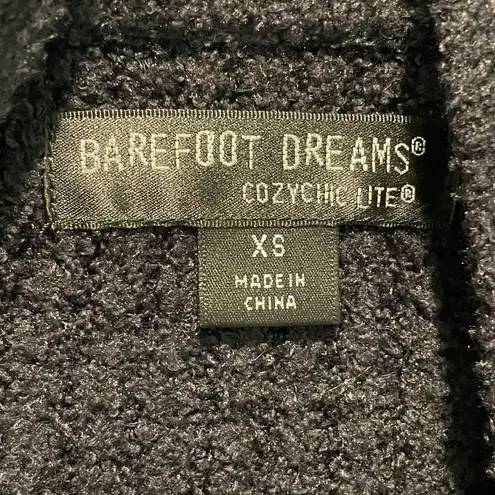 BAREFOOT DREAMS®
COZYCHIC LITE®
XS
MADE IN
CHINA